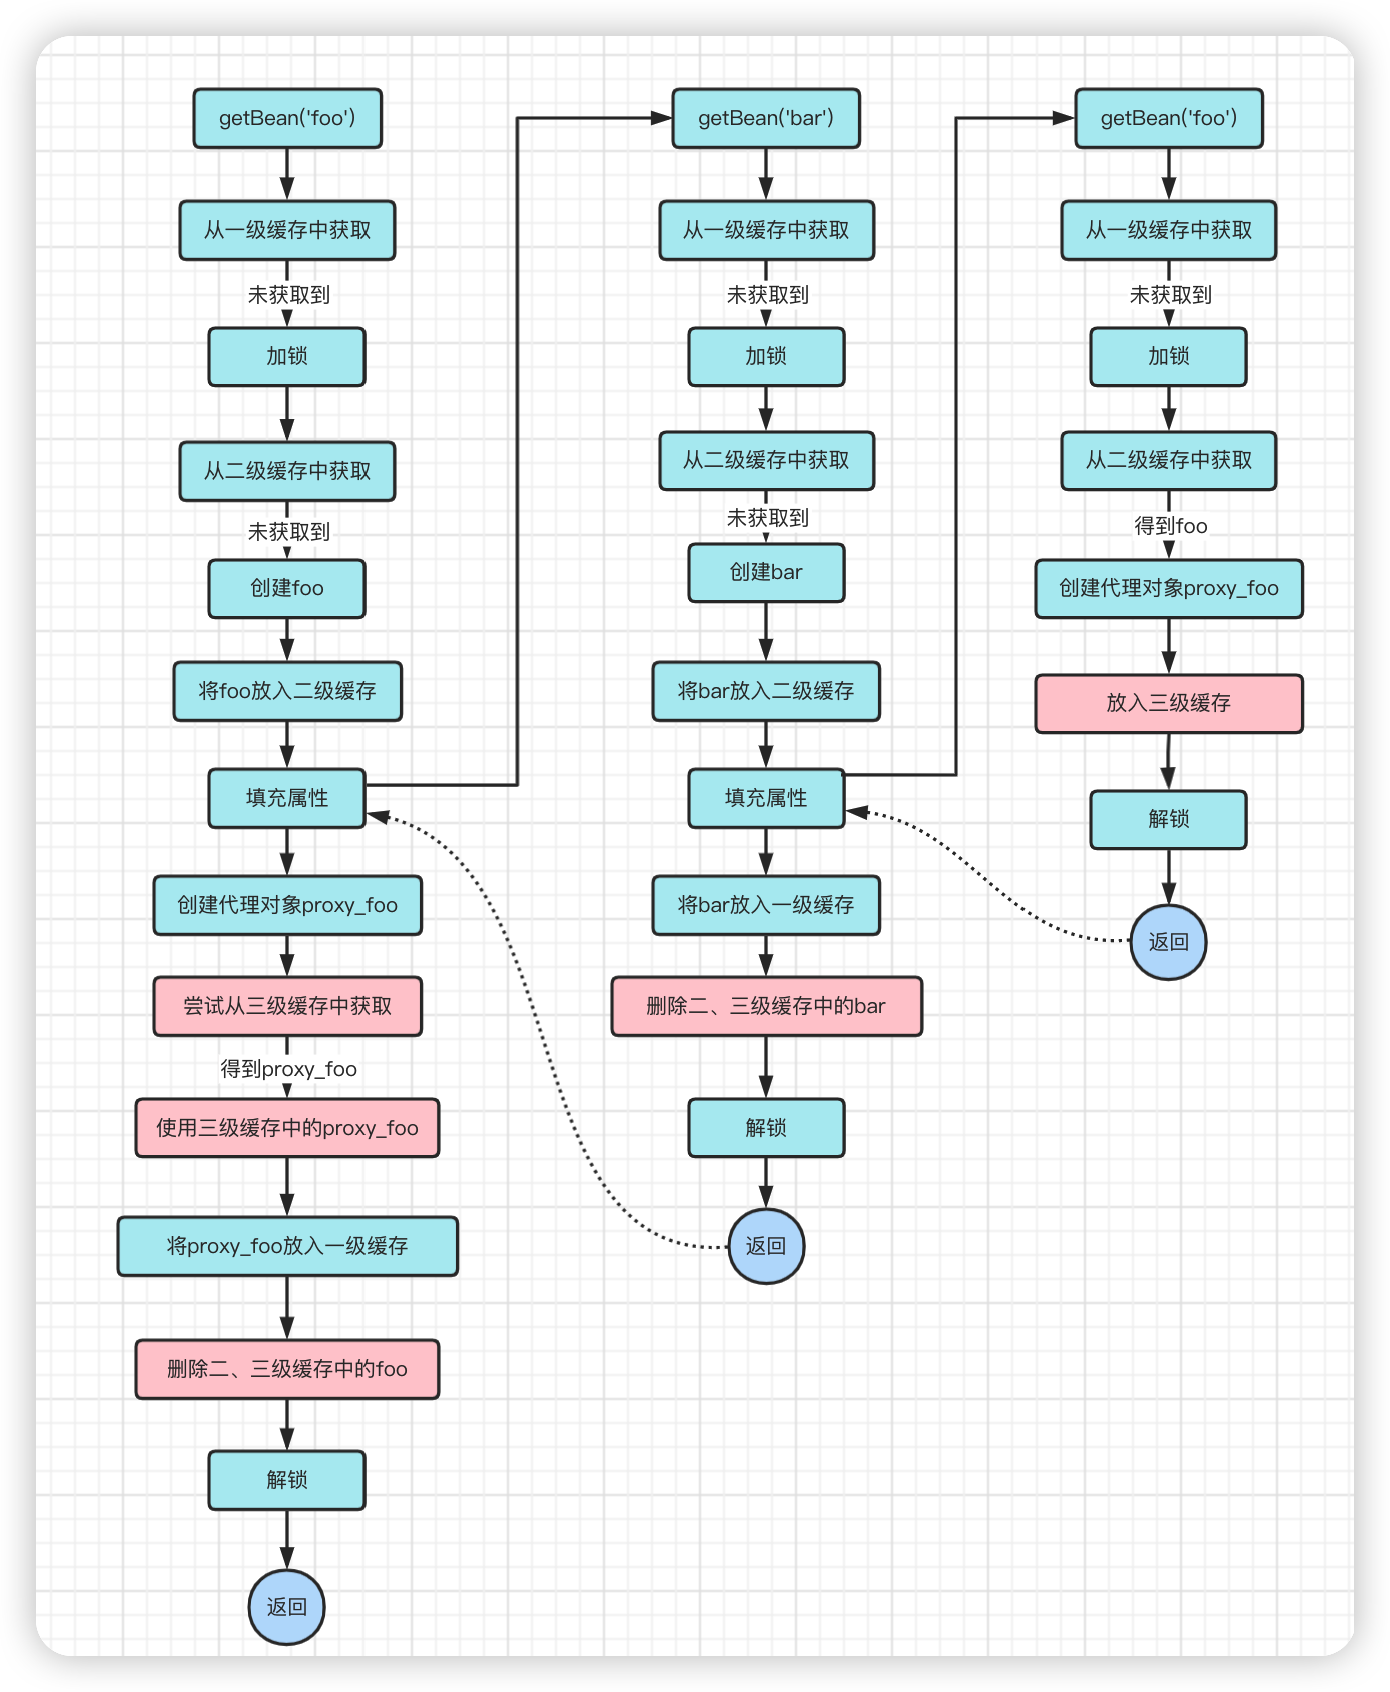 getBean('foo')
从一级缓存中获取
未获取到
加锁
从二级缓存中获取
未获取到
创建foo
将foo放入二级缓存
填充属性
创建代理对象proxy_foo
尝试从三级缓存中获取
得到proxy_foo
使用三级缓存中的proxy_foo
将proxy_foo放入一级缓存
删除二、三级缓存中的foo
解锁
返回
getBean('bar')
从一级缓存中获取
未获取到
加锁
从二级缓存中获取
未获取到
创建bar
将bar放入二级缓存
填充属性
将bar放入一级缓存
删除二、三级缓存中的bar
解锁
返回
getBean('foo')
从一级缓存中获取
未获取到
加锁
从二级缓存中获取
得到foo
创建代理对象proxy_foo
放入三级缓存
解锁
返回